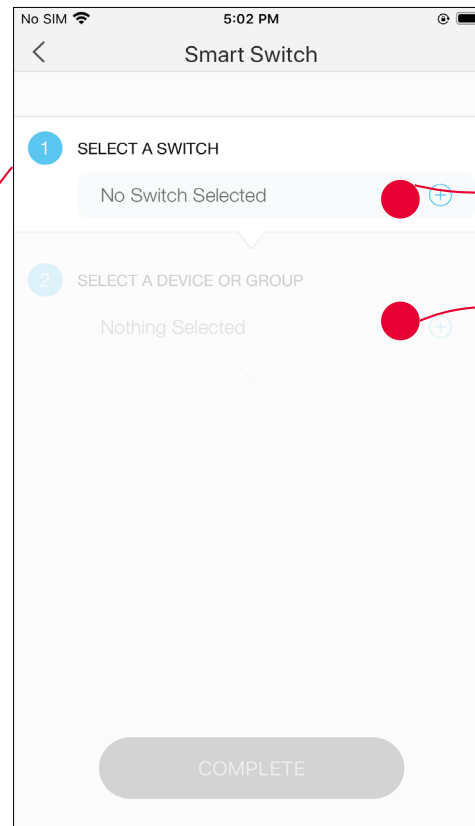 No SIM 5:02 PM
Smart Switch
1 SELECT A SWITCH
No Switch Selected
2 SELECT A DEVICE OR GROUP
Nothing Selected
COMPLETE